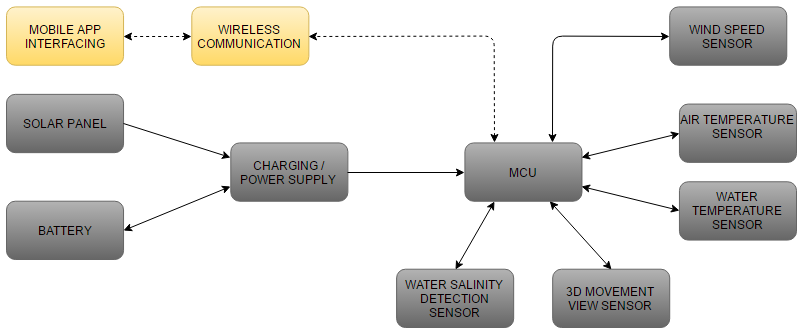 MOBILE APP
INTERFACING
WIRELESS
COMMUNICATION
WIND SPEED
SENSOR
SOLAR PANEL
AIR TEMPERATURE
SENSOR
CHARGING /
POWER SUPPLY
MCU
BATTERY
WATER
TEMPERATURE
SENSOR
WATER SALINITY
DETECTION
SENSOR
3D MOVEMENT
VIEW SENSOR